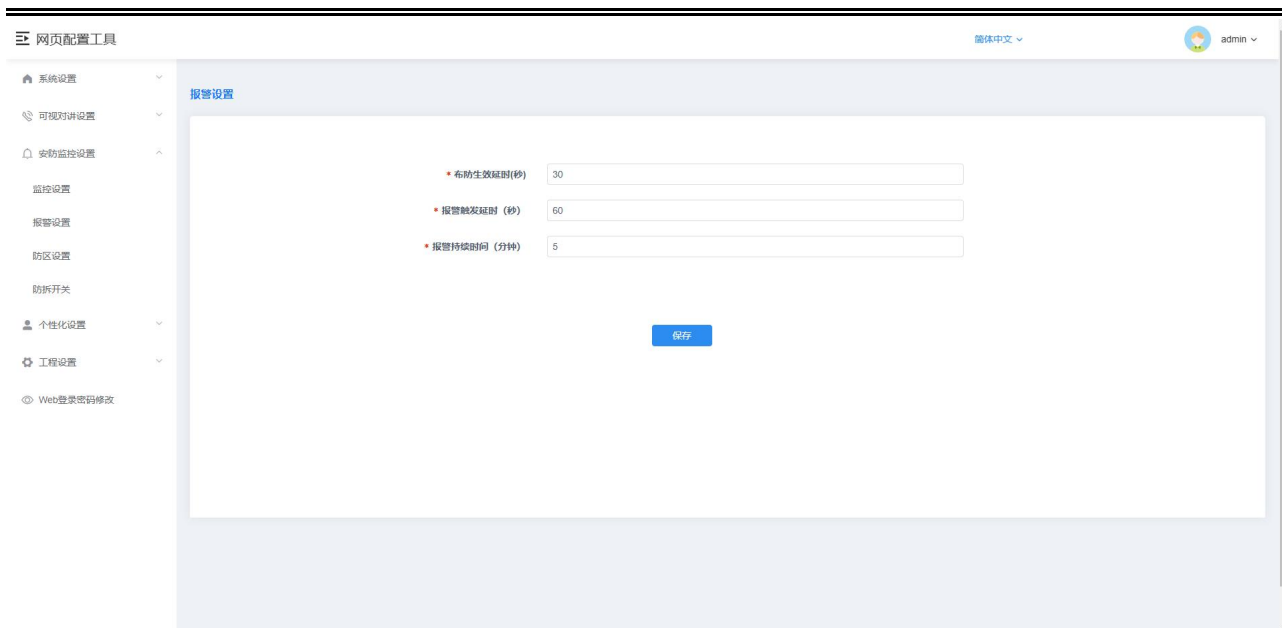 网页配置工具
简体中文
admin
系统设置
可视对讲设置
安防监控设置
监控设置
报警设置
防区设置
防拆开关
个性化设置
工程设置
Web登录密码修改
报警设置
* 布防生效延时(秒) 30
* 报警触发延时（秒） 60
* 报警持续时间（分钟） 5
保存